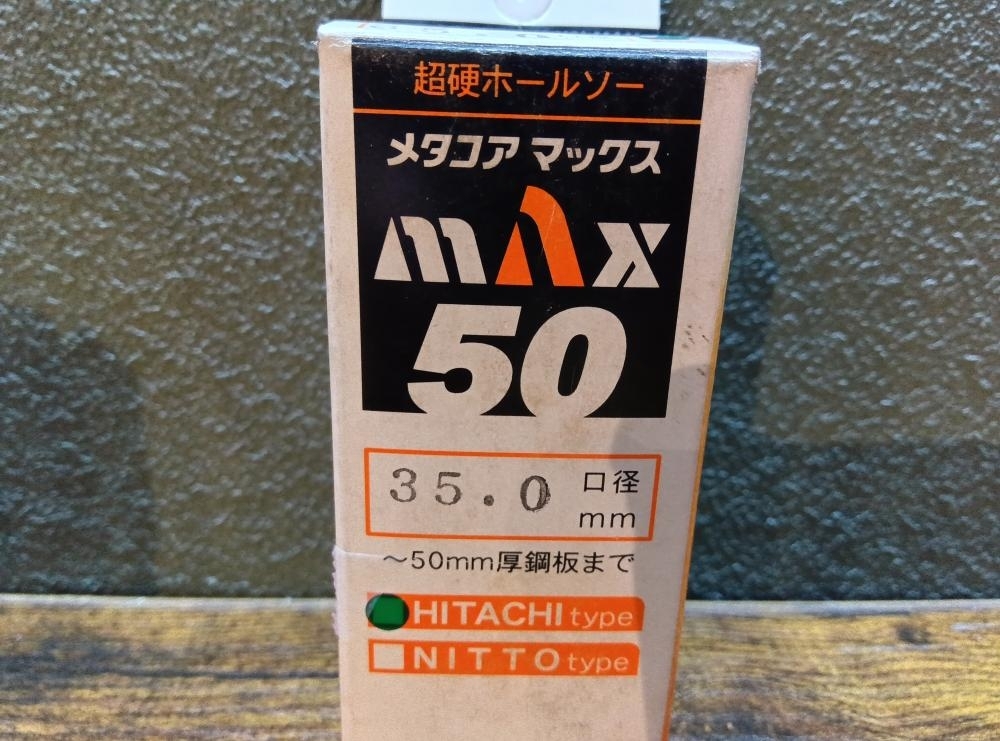 超硬ホールソー
メタコア マックス
max
50
35.0 口径
mm
～50mm厚鋼板まで
HITACHI type
NITTO type